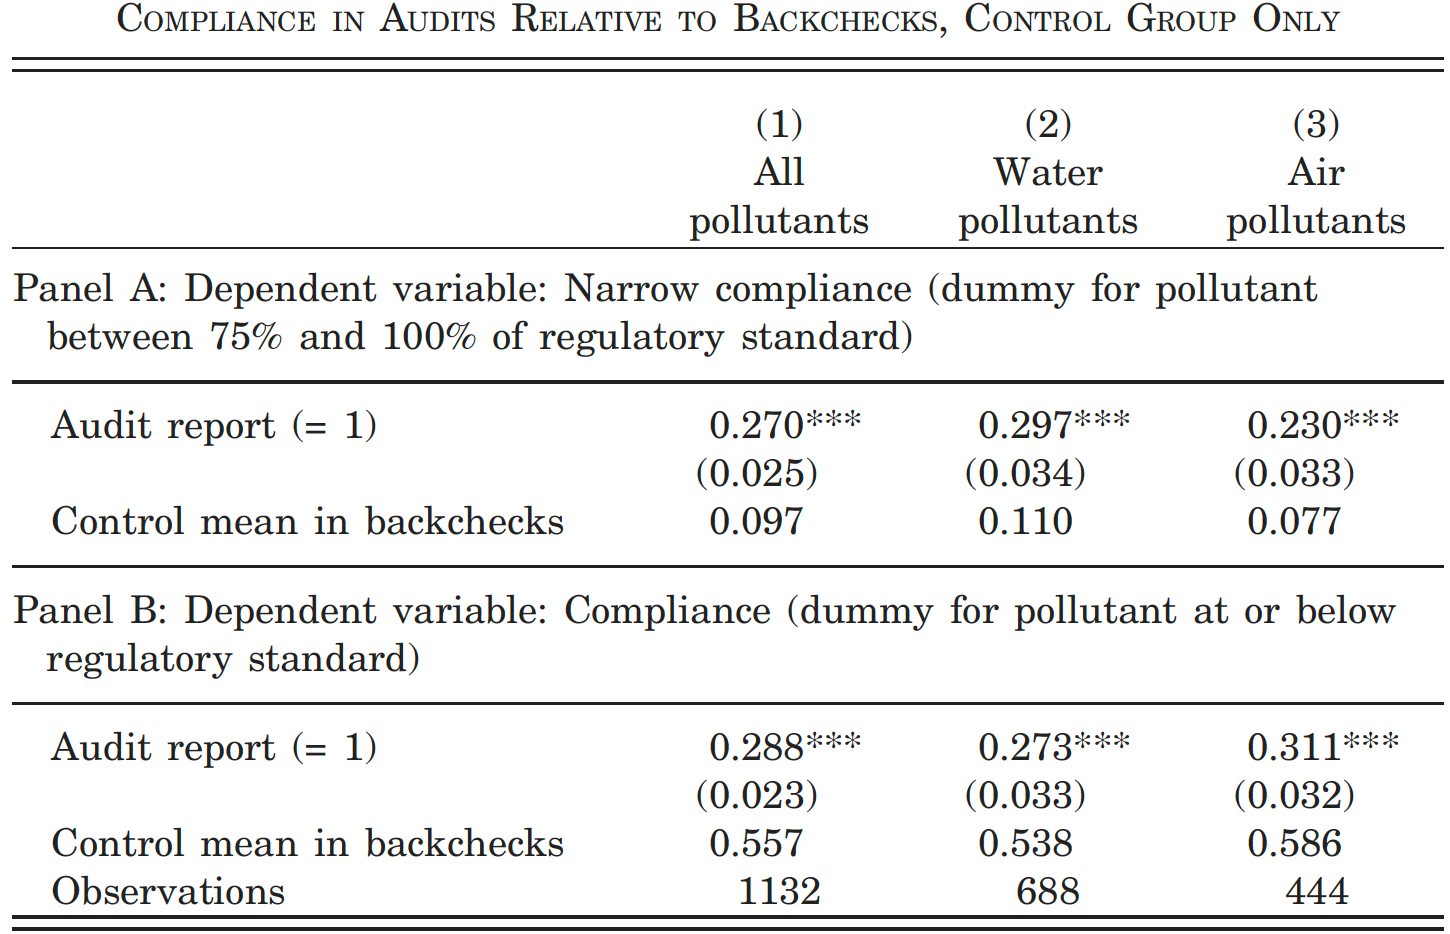 COMPLIANCE IN AUDITS RELATIVE TO BACKCHECKS, CONTROL GROUP ONLY
(1) (2) (3)
All Water Air
pollutants pollutants pollutants
Panel A: Dependent variable: Narrow compliance (dummy for pollutant
between 75% and 100% of regulatory standard)
Audit report (= 1) 0.270*** 0.297*** 0.230***
(0.025) (0.034) (0.033)
Control mean in backchecks 0.097 0.110 0.077
Panel B: Dependent variable: Compliance (dummy for pollutant at or below
regulatory standard)
Audit report (= 1) 0.288*** 0.273*** 0.311***
(0.023) (0.033) (0.032)
Control mean in backchecks 0.557 0.538 0.586
Observations 1132 688 444